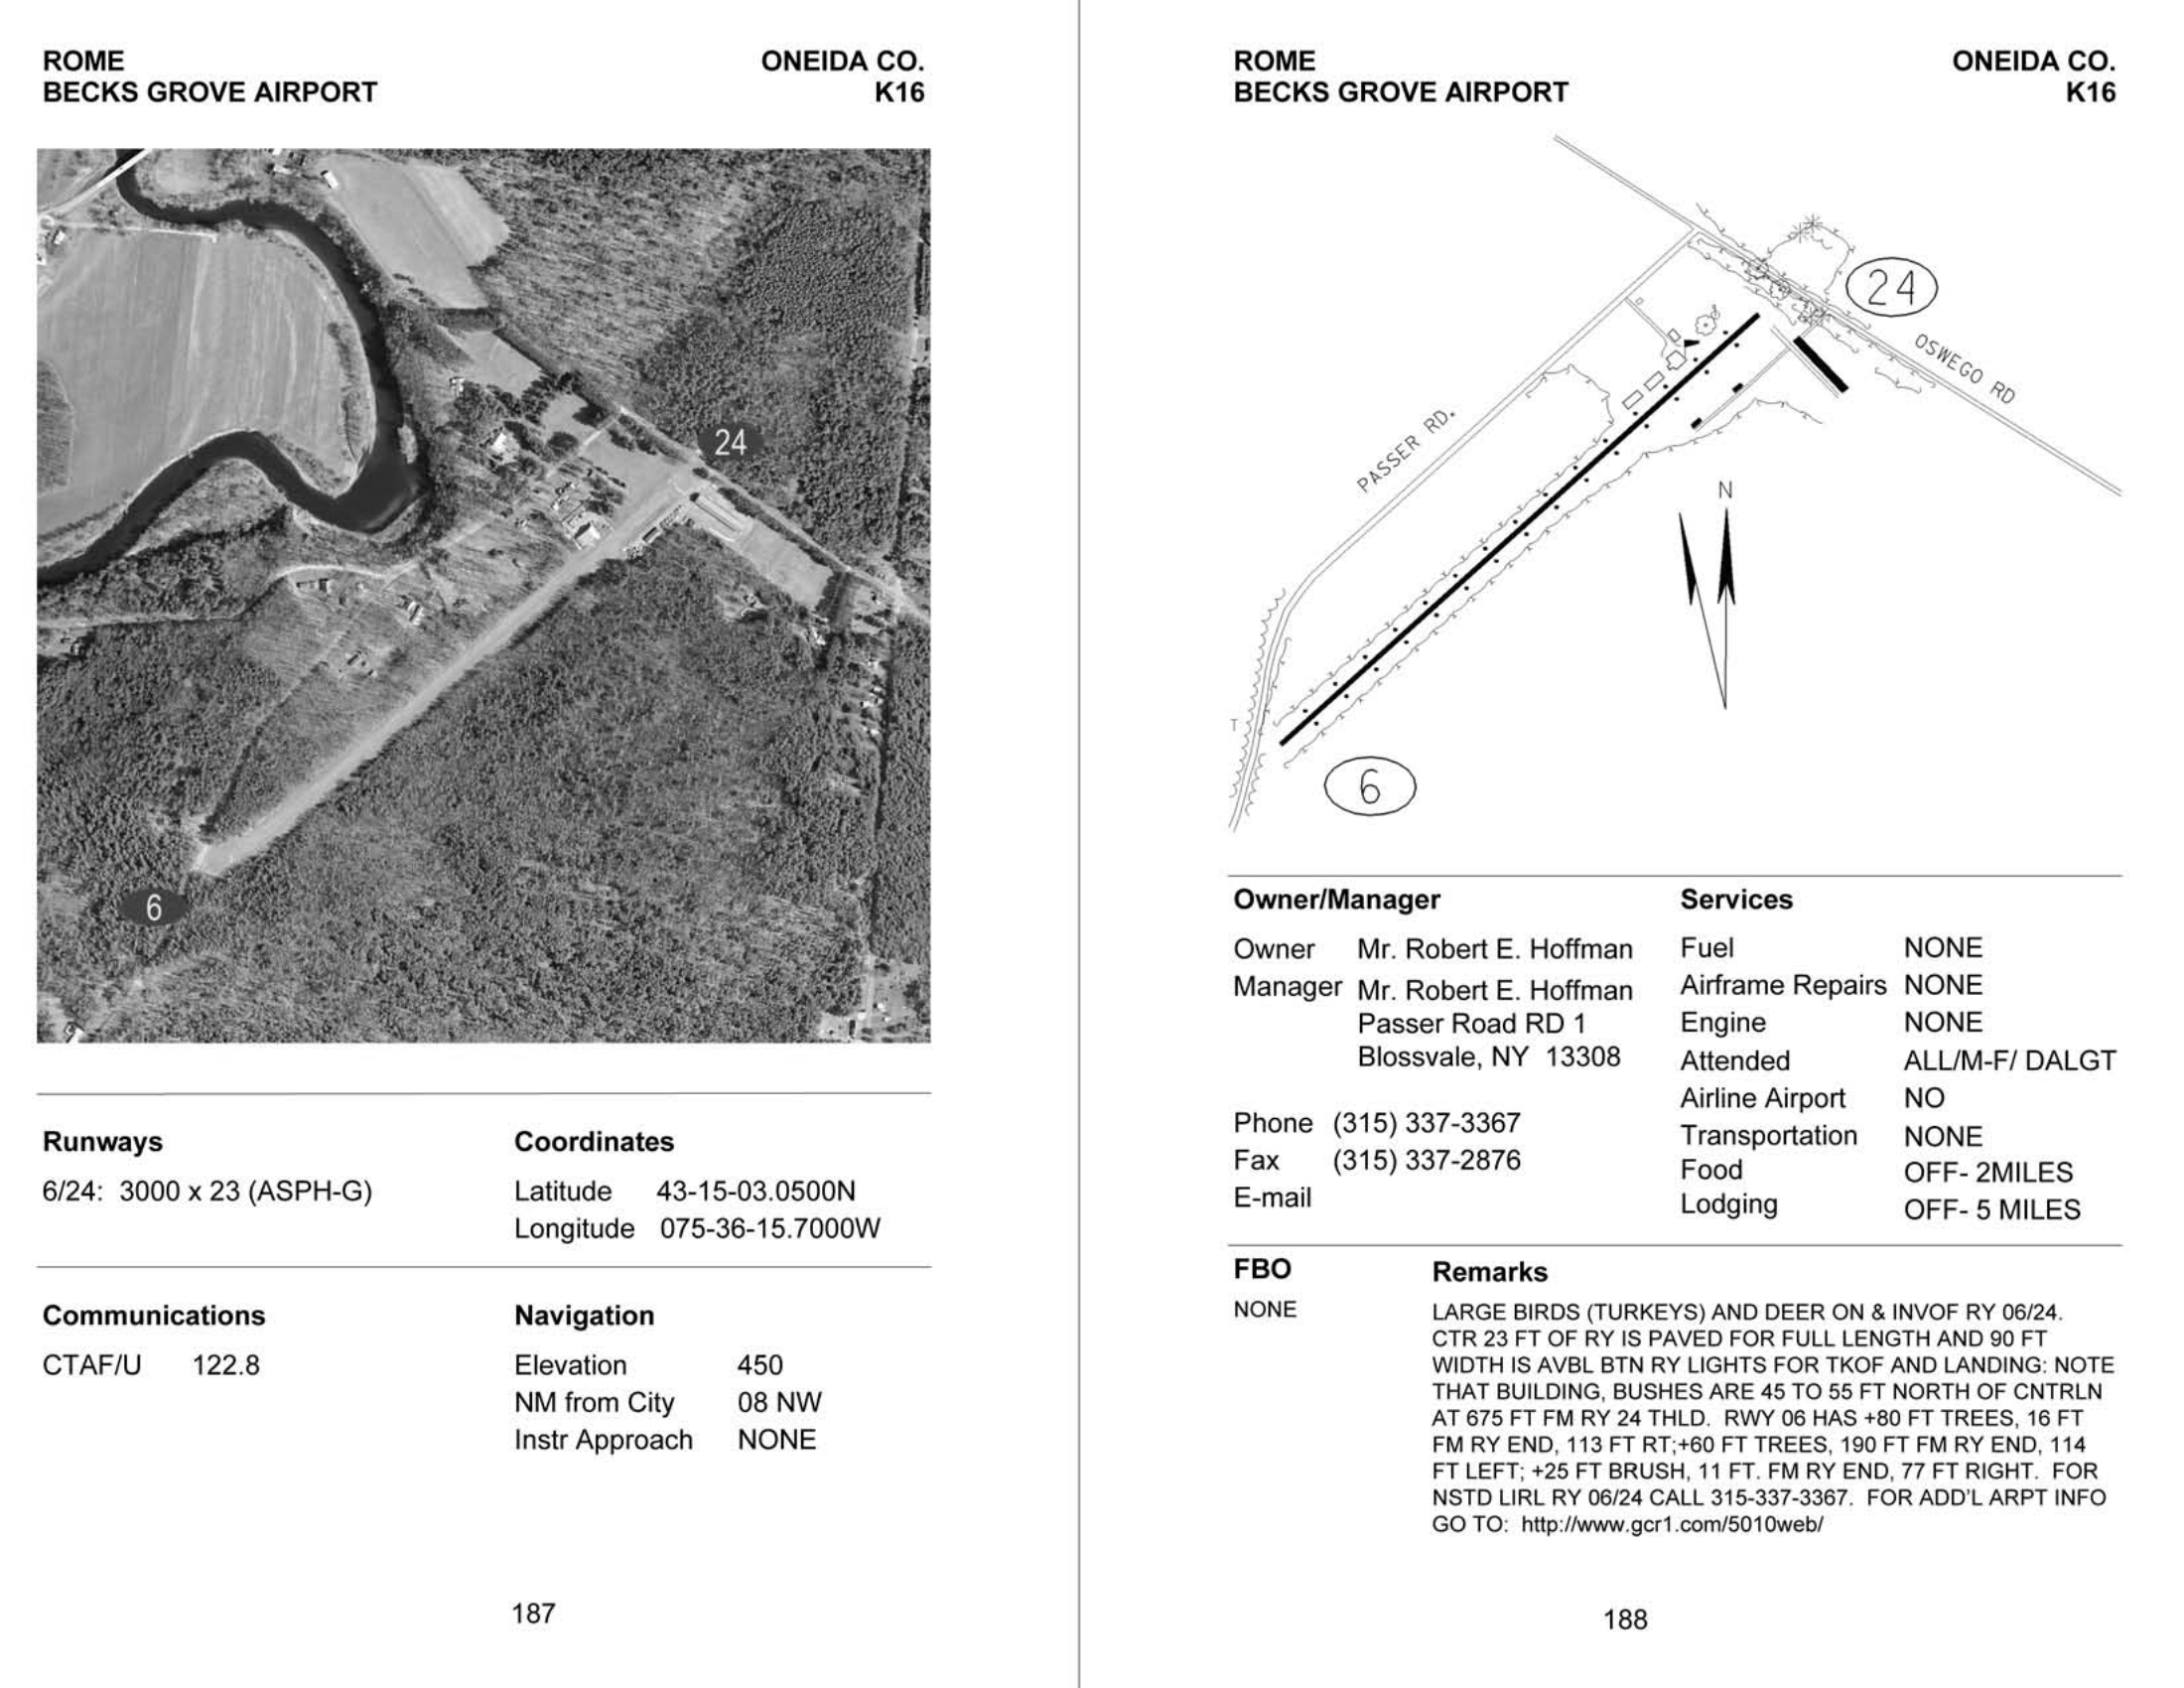 ROME
BECKS GROVE AIRPORT
ONEIDA CO.
K16
24
6
Runways
6/24: 3000 x 23 (ASPH-G)
Coordinates
Latitude 43-15-03.0500N
Longitude 075-36-15.7000W
Communications
CTAF/U 122.8
Navigation
Elevation 450
NM from City 08 NW
Instr Approach NONE
187
ROME
BECKS GROVE AIRPORT
ONEIDA CO.
K16
24
OSWEGO RD
PASSER RD.
N
T
6
Owner/Manager
Owner Mr. Robert E. Hoffman
Manager Mr. Robert E. Hoffman
Passer Road RD 1
Blossvale, NY 13308
Phone (315) 337-3367
Fax (315) 337-2876
E-mail
Services
Fuel NONE
Airframe Repairs NONE
Engine NONE
Attended ALL/M-F/ DALGT
Airline Airport NO
Transportation NONE
Food OFF- 2MILES
Lodging OFF- 5 MILES
FBO
NONE
Remarks
LARGE BIRDS (TURKEYS) AND DEER ON & INVOF RY 06/24.
CTR 23 FT OF RY IS PAVED FOR FULL LENGTH AND 90 FT
WIDTH IS AVBL BTN RY LIGHTS FOR TKOF AND LANDING: NOTE
THAT BUILDING, BUSHES ARE 45 TO 55 FT NORTH OF CNTRLN
AT 675 FT FM RY 24 THLD. RWY 06 HAS +80 FT TREES, 16 FT
FM RY END, 113 FT RT;+60 FT TREES, 190 FT FM RY END, 114
FT LEFT; +25 FT BRUSH, 11 FT. FM RY END, 77 FT RIGHT. FOR
NSTD LIRL RY 06/24 CALL 315-337-3367. FOR ADD'L ARPT INFO
GO TO: http://www.gcr1.com/5010web/
188